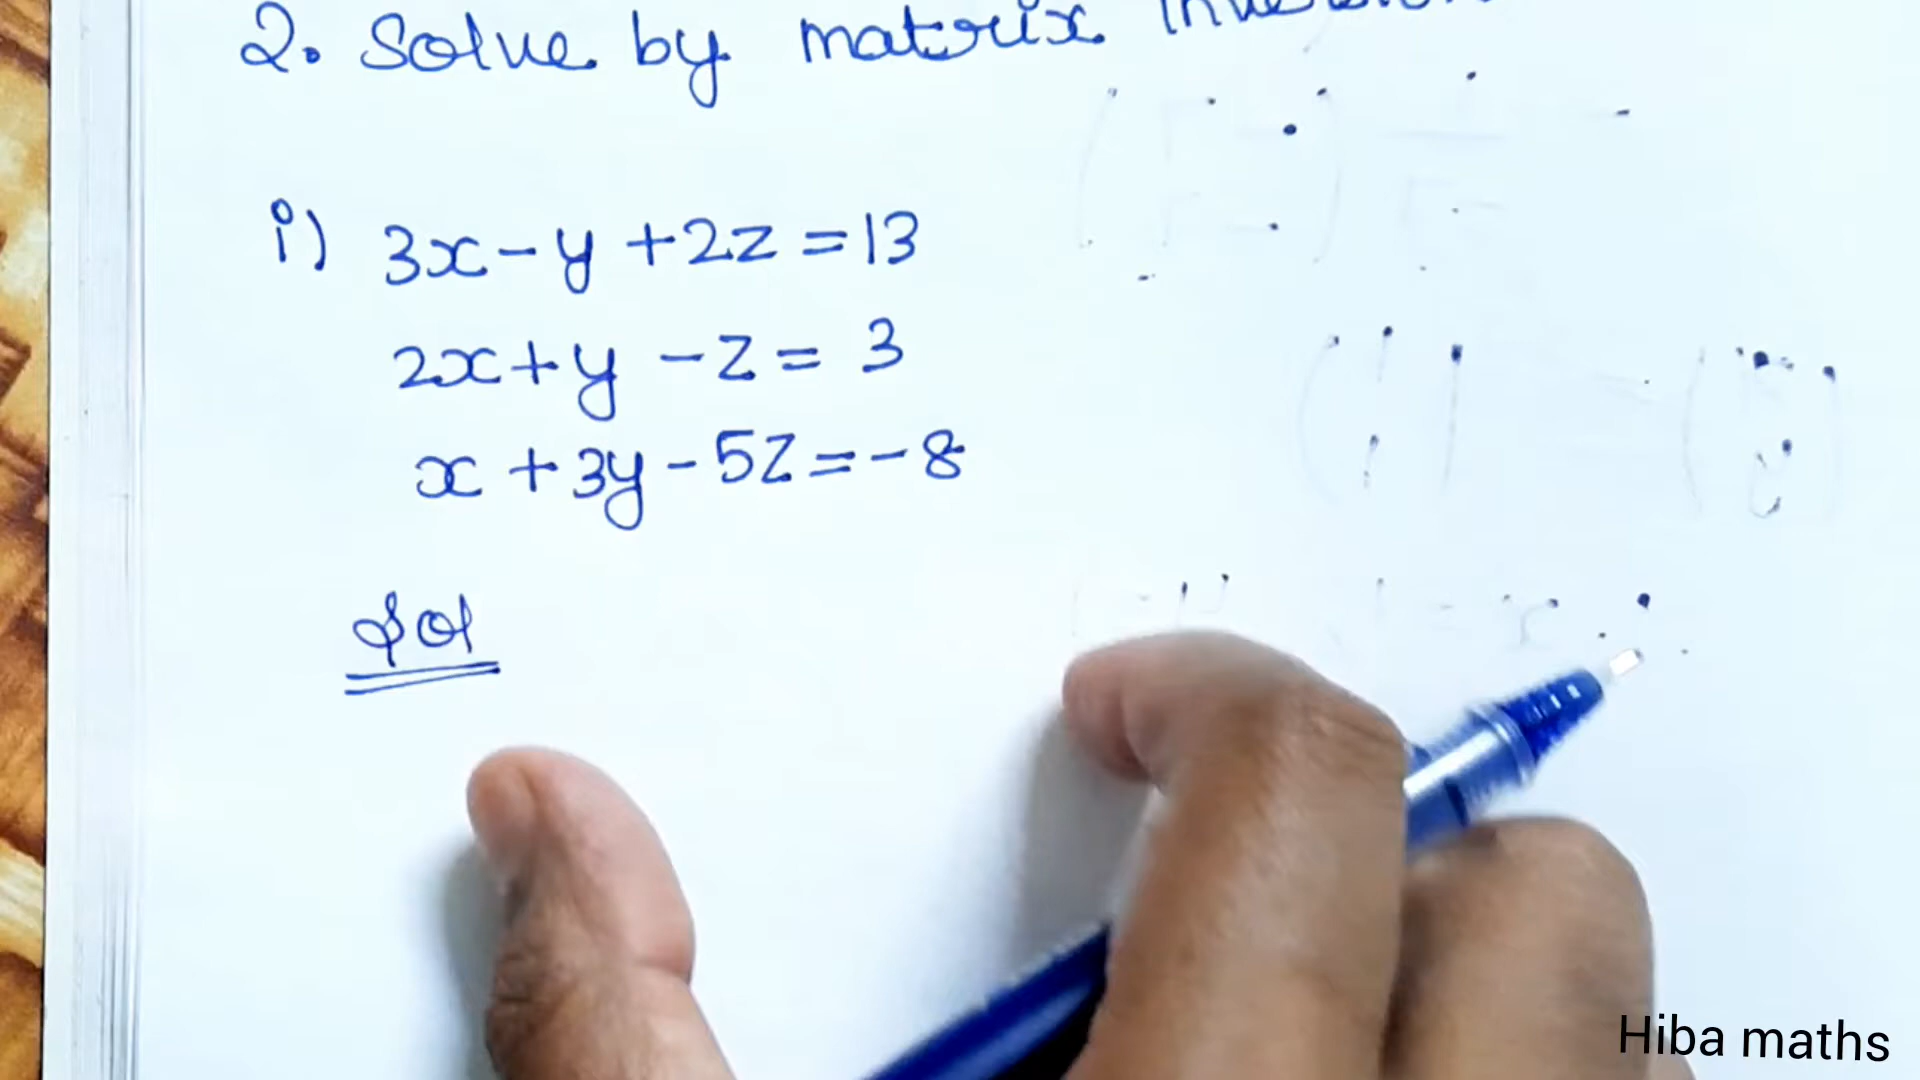 2. Solve by matrix
i) 3x - y + 2z = 13
2x + y - z = 3
x + 3y - 5z = -8
Sol
Hiba maths